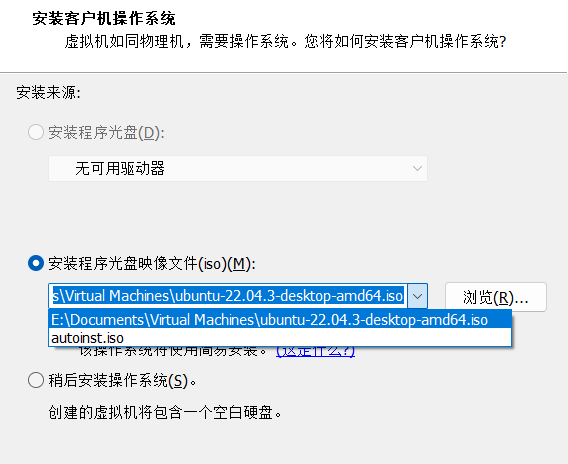 安装客户机操作系统
虚拟机如同物理机，需要操作系统。您将如何安装客户机操作系统?
安装来源:
安装程序光盘(D):
无可用驱动器
安装程序光盘映像文件(iso)(M):
s\Virtual Machines\ubuntu-22.04.3-desktop-amd64.iso
浏览(R)...
E:\Documents\Virtual Machines\ubuntu-22.04.3-desktop-amd64.iso
autoinst.iso
该操作系统将使用简易安装。(这是什么?)
稍后安装操作系统(S)。
创建的虚拟机将包含一个空白硬盘。